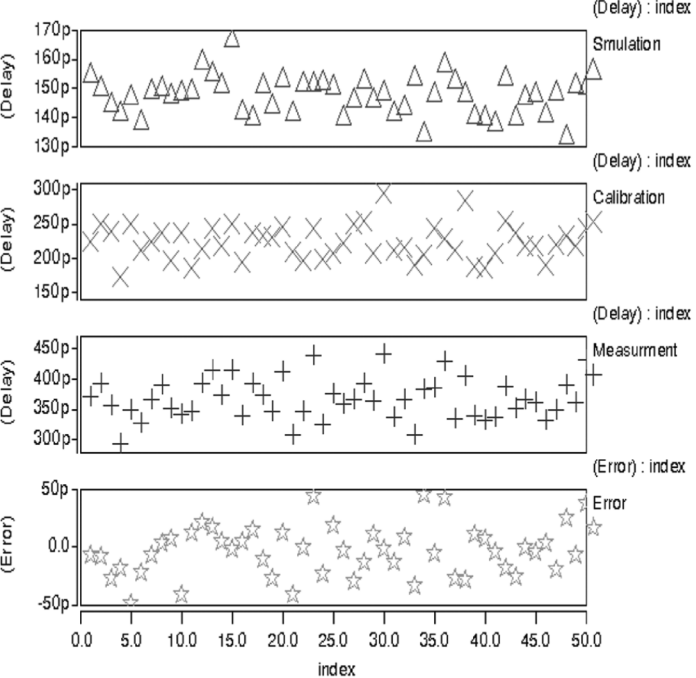 (Delay) : index
170p
160p
150p
140p
130p
(Delay)
Smulation
(Delay) : index
300p
250p
200p
150p
(Delay)
Calibration
(Delay) : index
450p
400p
350p
300p
(Delay)
Measurment
(Error) : index
50p
0.0
-50p
(Error)
Error
0.0 5.0 10.0 15.0 20.0 25.0 30.0 35.0 40.0 45.0 50.0
index